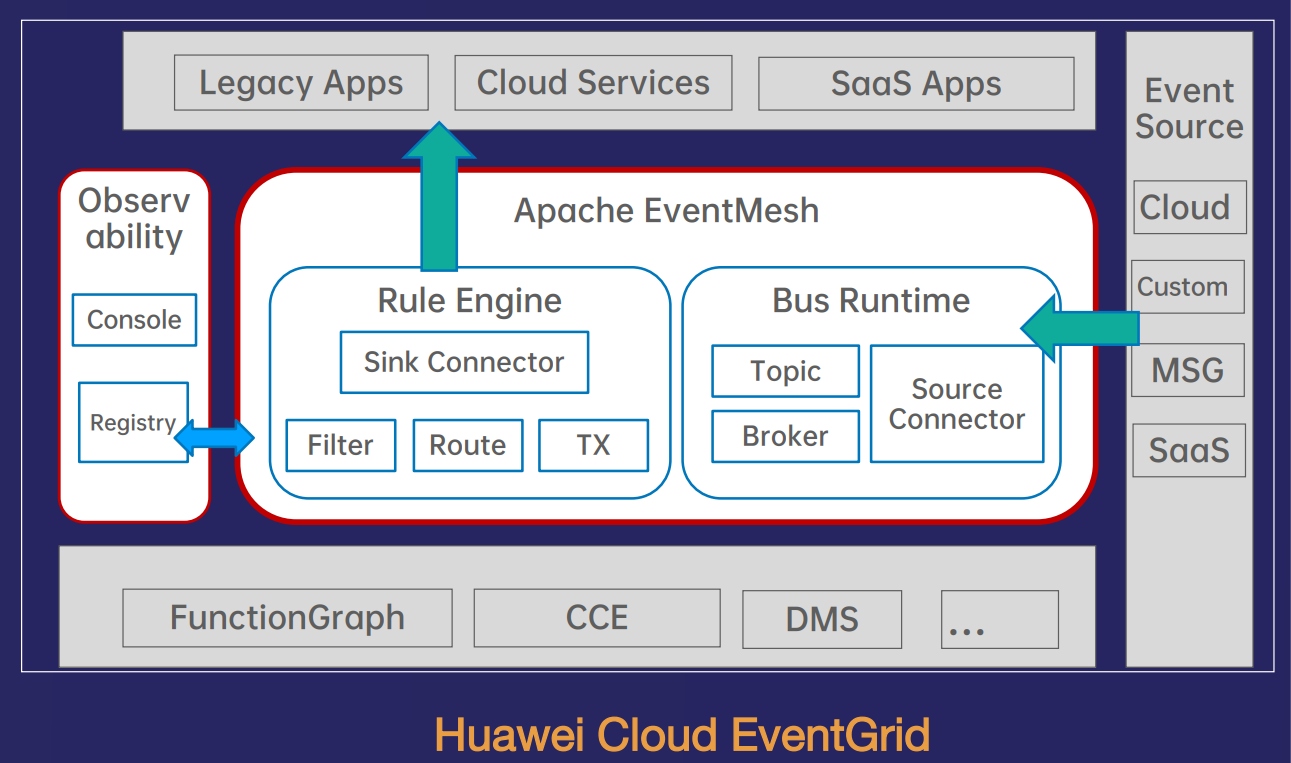 Legacy Apps
Cloud Services
SaaS Apps
Event
Source
Cloud
Custom
MSG
SaaS
Observ
ability
Console
Registry
Apache EventMesh
Rule Engine
Sink Connector
Filter
Route
TX
Bus Runtime
Topic
Broker
Source
Connector
FunctionGraph
CCE
DMS
...
Huawei Cloud EventGrid